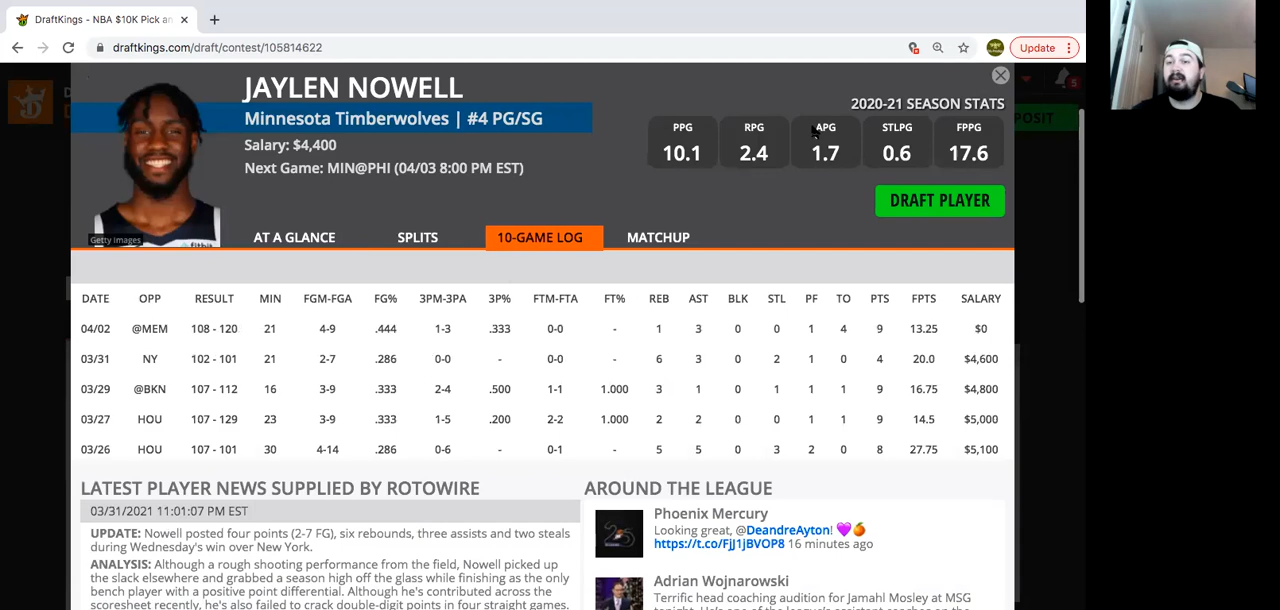 DraftKings - NBA $10K Pick an
draftkings.com/draft/contest/105814622
Update
JAYLEN NOWELL
Minnesota Timberwolves | #4 PG/SG
Salary: $4,400
Next Game: MIN@PHI (04/03 8:00 PM EST)
2020-21 SEASON STATS
PPG RPG APG STLPG FPPG
10.1 2.4 1.7 0.6 17.6
DRAFT PLAYER
Getty Images
AT A GLANCE SPLITS 10-GAME LOG MATCHUP
DATE OPP RESULT MIN FGM-FGA FG% 3PM-3PA 3P% FTM-FTA FT% REB AST BLK STL PF TO PTS FPTS SALARY
04/02 @MEM 108 - 120 21 4-9 .444 1-3 .333 0-0 - 1 3 0 0 1 4 9 13.25 $0
03/31 NY 102 - 101 21 2-7 .286 0-0 - 0-0 - 6 3 0 2 1 0 4 20.0 $4,600
03/29 @BKN 107 - 112 16 3-9 .333 2-4 .500 1-1 1.000 3 1 0 1 1 1 9 16.75 $4,800
03/27 HOU 107 - 129 23 3-9 .333 1-5 .200 2-2 1.000 2 2 0 0 1 1 9 14.5 $5,000
03/26 HOU 107 - 101 30 4-14 .286 0-6 - 0-1 - 5 5 0 3 2 0 8 27.75 $5,100
LATEST PLAYER NEWS SUPPLIED BY ROTOWIRE
03/31/2021 11:01:07 PM EST
UPDATE: Nowell posted four points (2-7 FG), six rebounds, three assists and two steals
during Wednesday's win over New York.
ANALYSIS: Although a rough shooting performance from the field, Nowell picked up
the slack elsewhere and grabbed a season high off the glass while finishing as the only
bench player with a positive point differential. Although he's contributed across the
scoresheet recently, he's also failed to crack double-digit points in four straight games.
AROUND THE LEAGUE
Phoenix Mercury
Looking great, @DeandreAyton! 💜🍊
https://t.co/FjJ1jBVOP8 16 minutes ago
Adrian Wojnarowski
Terrific head coaching audition for Jamahl Mosley at MSG